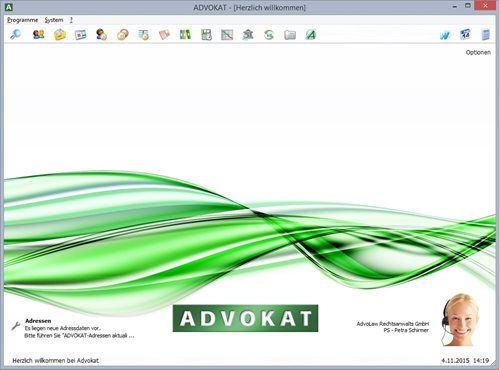 ADVOKAT - [Herzlich willkommen]
Programme System ?
Optionen
Adressen
Es liegen neue Adressdaten vor.
Bitte führen Sie "ADVOKAT-Adressen aktuali ...
ADVOKAT
AdvoLaw Rechtsanwalts GmbH
PS - Petra Schirmer
Herzlich willkommen bei Advokat
4.11.2015 14:19